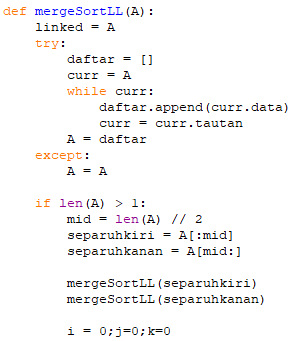 def mergeSortLL(A):
    linked = A
    try:
        daftar = []
        curr = A
        while curr:
            daftar.append(curr.data)
            curr = curr.tautan
        A = daftar
    except:
        A = A

    if len(A) > 1:
        mid = len(A) // 2
        separuhkiri = A[:mid]
        separuhkanan = A[mid:]

        mergeSortLL(separuhkiri)
        mergeSortLL(separuhkanan)

        i = 0;j=0;k=0